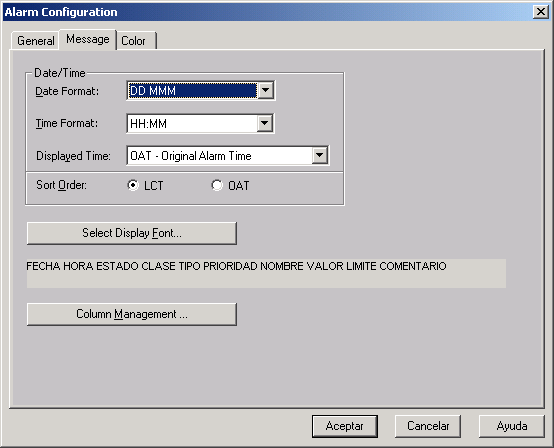 Alarm Configuration
General Message Color
Date/Time
Date Format: DD MMM
Time Format: HH:MM
Displayed Time: OAT - Original Alarm Time
Sort Order: LCT OAT
Select Display Font...
FECHA HORA ESTADO CLASE TIPO PRIORIDAD NOMBRE VALOR LIMITE COMENTARIO
Column Management ...
Aceptar Cancelar Ayuda